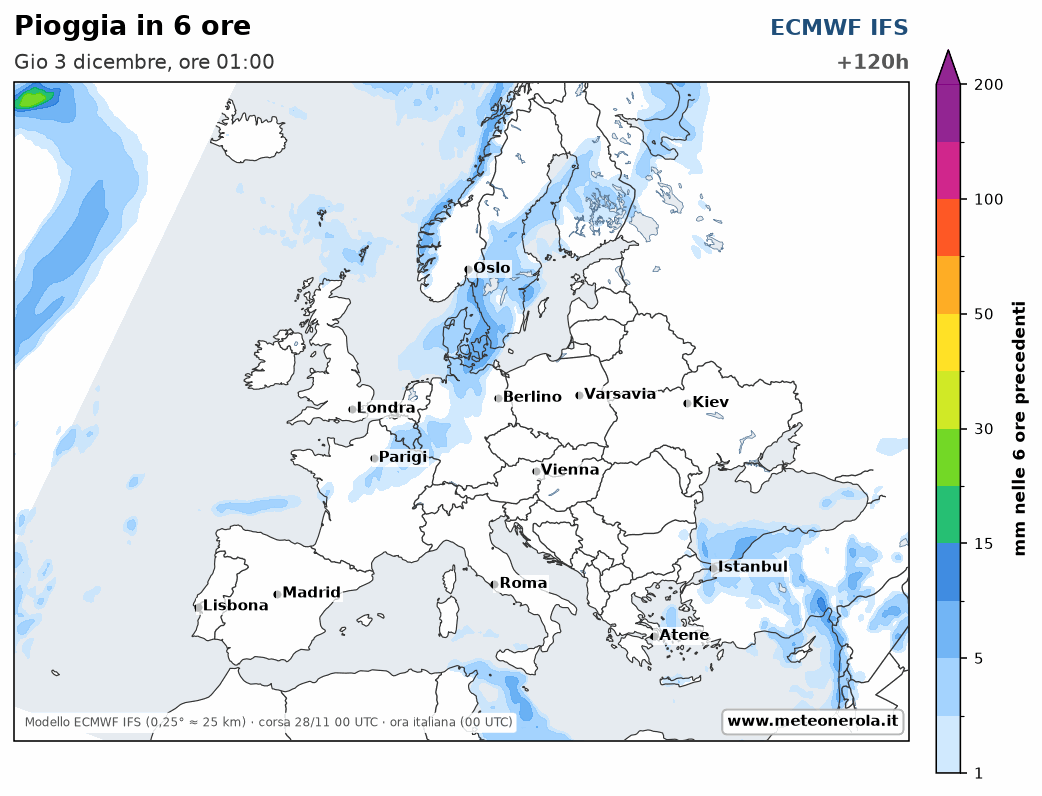 Pioggia in 6 ore
ECMWF IFS
Gio 3 dicembre, ore 01:00
+120h
200
100
50
30
15
5
1
mm nelle 6 ore precedenti
Oslo
Berlino
Varsavia
Kiev
Londra
Parigi
Vienna
Istanbul
Roma
Madrid
Lisbona
Atene
Modello ECMWF IFS (0,25° ≈ 25 km) · corsa 28/11 00 UTC · ora italiana (00 UTC)
www.meteonerola.it